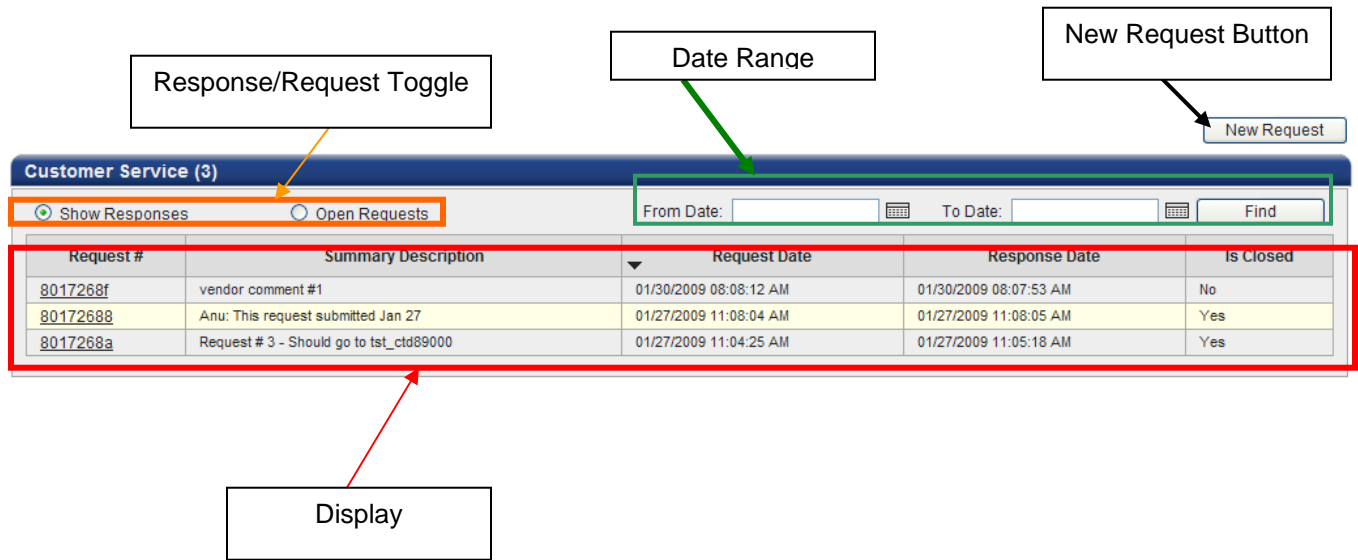 New Request Button
Date Range
Response/Request Toggle
New Request
Customer Service (3)
Show Responses Open Requests From Date: To Date: Find
Request # Summary Description Request Date Response Date Is Closed
8017268f vendor comment #1 01/30/2009 08:08:12 AM 01/30/2009 08:07:53 AM No
80172688 Anu: This request submitted Jan 27 01/27/2009 11:08:04 AM 01/27/2009 11:08:05 AM Yes
8017268a Request # 3 - Should go to tst_ctd89000 01/27/2009 11:04:25 AM 01/27/2009 11:05:18 AM Yes
Display